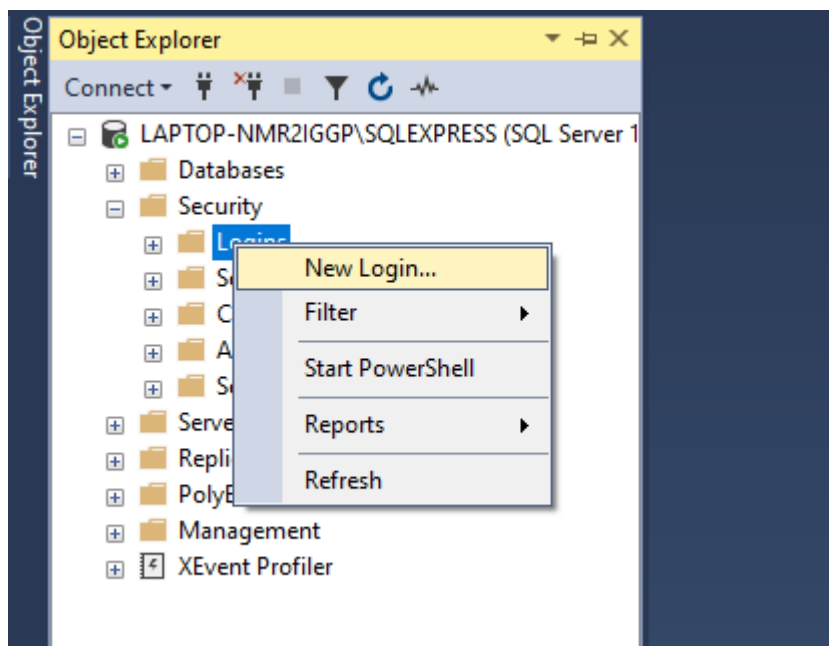 Object Explorer
Object Explorer
Connect
LAPTOP-NMR2IGGP\SQLEXPRESS (SQL Server 1
Databases
Security
Logins
New Login...
Filter
Start PowerShell
Reports
Refresh
Management
XEvent Profiler